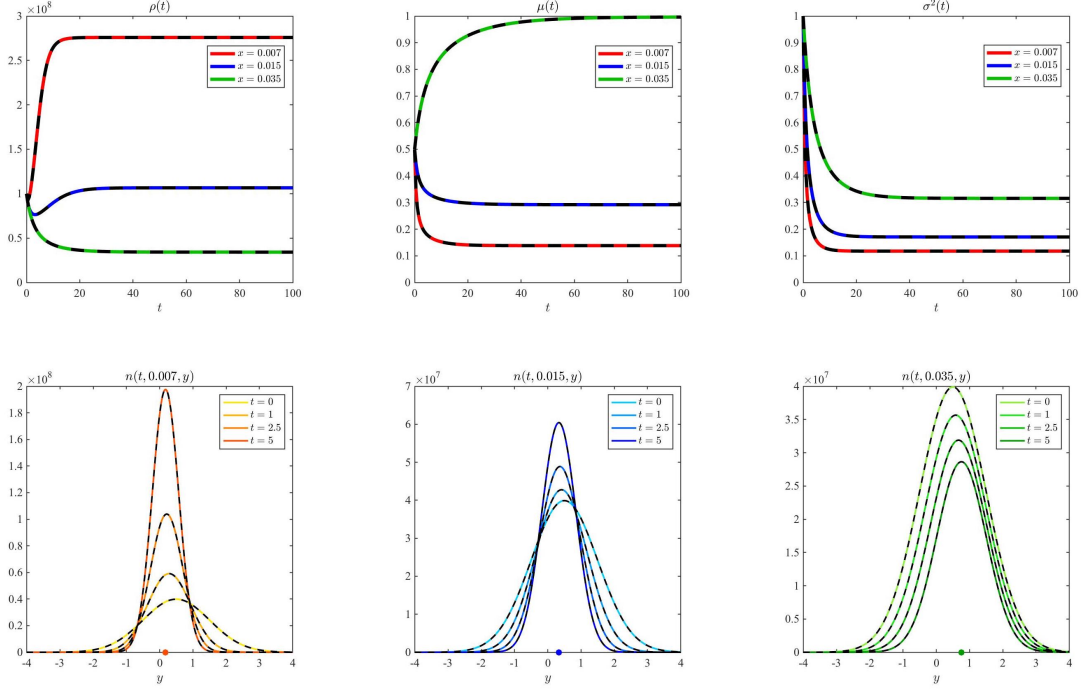 ×10⁸
ρ(t)
3
2.5
2
1.5
1
0.5
0
0 20 40 60 80 100
t
x = 0.007
x = 0.015
x = 0.035
μ(t)
1
0.9
0.8
0.7
0.6
0.5
0.4
0.3
0.2
0.1
0
0 20 40 60 80 100
t
x = 0.007
x = 0.015
x = 0.035
σ²(t)
1
0.9
0.8
0.7
0.6
0.5
0.4
0.3
0.2
0.1
0
0 20 40 60 80 100
t
x = 0.007
x = 0.015
x = 0.035
×10⁸
n(t, 0.007, y)
2
1.8
1.6
1.4
1.2
1
0.8
0.6
0.4
0.2
0
-4 -3 -2 -1 0 1 2 3 4
y
t = 0
t = 1
t = 2.5
t = 5
×10⁷
n(t, 0.015, y)
7
6
5
4
3
2
1
0
-4 -3 -2 -1 0 1 2 3 4
y
t = 0
t = 1
t = 2.5
t = 5
×10⁷
n(t, 0.035, y)
4
3.5
3
2.5
2
1.5
1
0.5
0
-4 -3 -2 -1 0 1 2 3 4
y
t = 0
t = 1
t = 2.5
t = 5